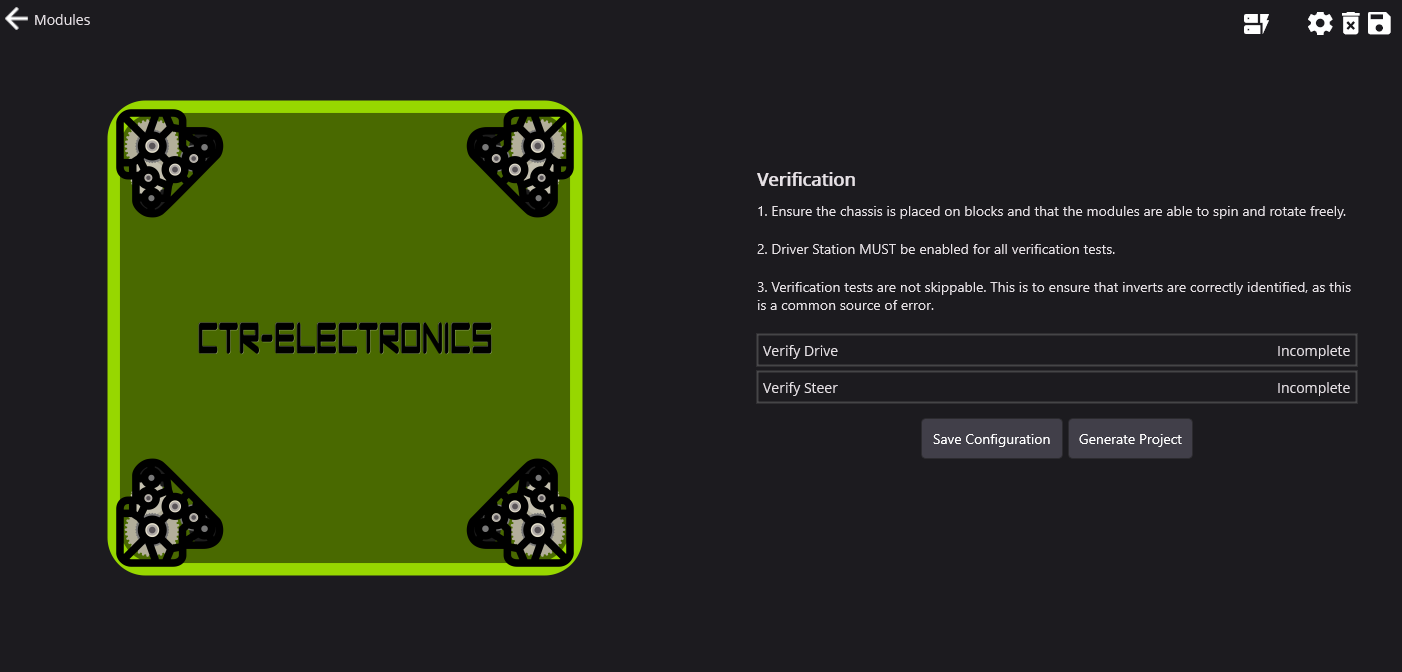 Modules
CTR-ELECTRONICS
Verification
1. Ensure the chassis is placed on blocks and that the modules are able to spin and rotate freely.
2. Driver Station MUST be enabled for all verification tests.
3. Verification tests are not skippable. This is to ensure that inverts are correctly identified, as this
is a common source of error.
Verify Drive Incomplete
Verify Steer Incomplete
Save Configuration Generate Project